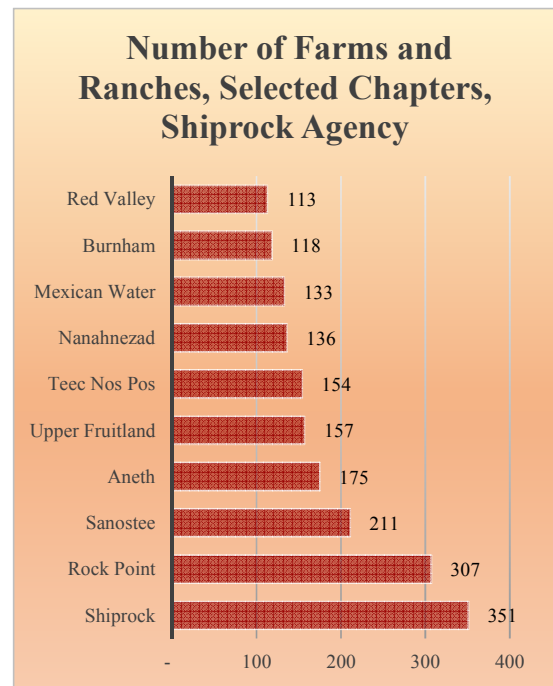 Number of Farms and
Ranches, Selected Chapters,
Shiprock Agency
Red Valley 113
Burnham 118
Mexican Water 133
Nanahnezad 136
Teec Nos Pos 154
Upper Fruitland 157
Aneth 175
Sanostee 211
Rock Point 307
Shiprock 351
- 100 200 300 400